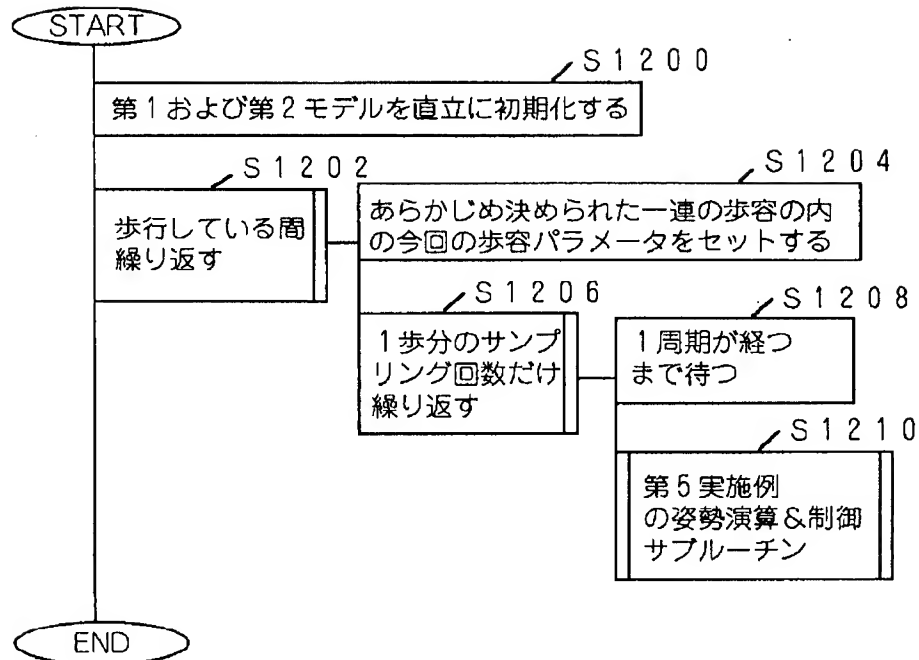 START
S1200
第1および第2モデルを直立に初期化する
S1202
歩行している間
繰り返す
S1204
あらかじめ決められた一連の歩容の内
の今回の歩容パラメータをセットする
S1206
1歩分のサンプ
リング回数だけ
繰り返す
S1208
1周期が経つ
まで待つ
S1210
第5実施例
の姿勢演算&制御
サブルーチン
END